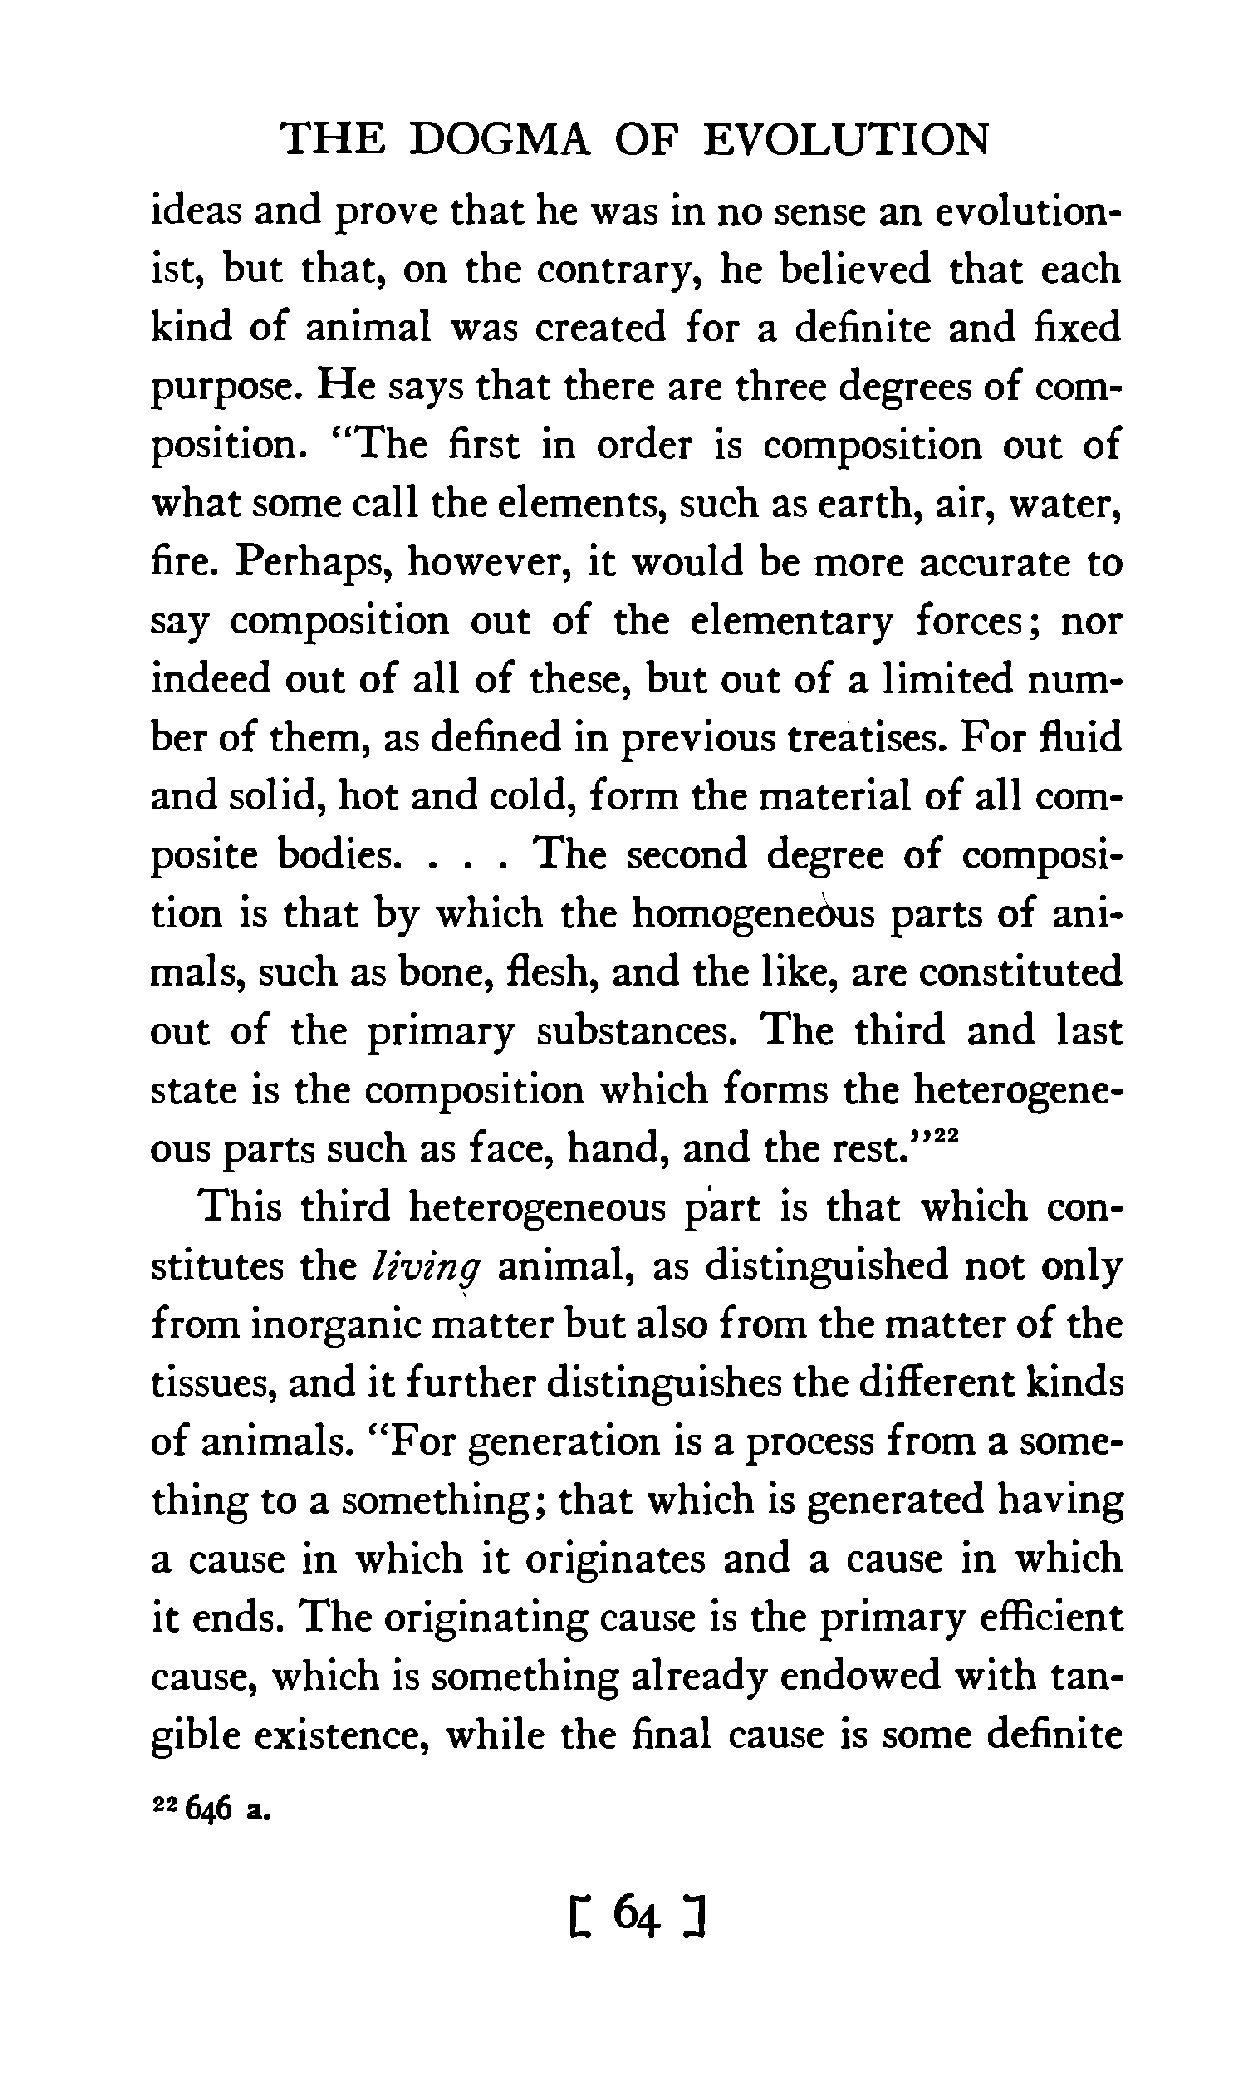 THE DOGMA OF EVOLUTION
ideas and prove that he was in no sense an evolution-
ist, but that, on the contrary, he believed that each
kind of animal was created for a definite and fixed
purpose. He says that there are three degrees of com-
position. “The first in order is composition out of
what some call the elements, such as earth, air, water,
fire. Perhaps, however, it would be more accurate to
say composition out of the elementary forces; nor
indeed out of all of these, but out of a limited num-
ber of them, as defined in previous treatises. For fluid
and solid, hot and cold, form the material of all com-
posite bodies. . . . The second degree of composi-
tion is that by which the homogeneous parts of ani-
mals, such as bone, flesh, and the like, are constituted
out of the primary substances. The third and last
state is the composition which forms the heterogene-
ous parts such as face, hand, and the rest.”²²
This third heterogeneous part is that which con-
stitutes the living animal, as distinguished not only
from inorganic matter but also from the matter of the
tissues, and it further distinguishes the different kinds
of animals. “For generation is a process from a some-
thing to a something; that which is generated having
a cause in which it originates and a cause in which
it ends. The originating cause is the primary efficient
cause, which is something already endowed with tan-
gible existence, while the final cause is some definite
²² 646 a.
[ 64 ]